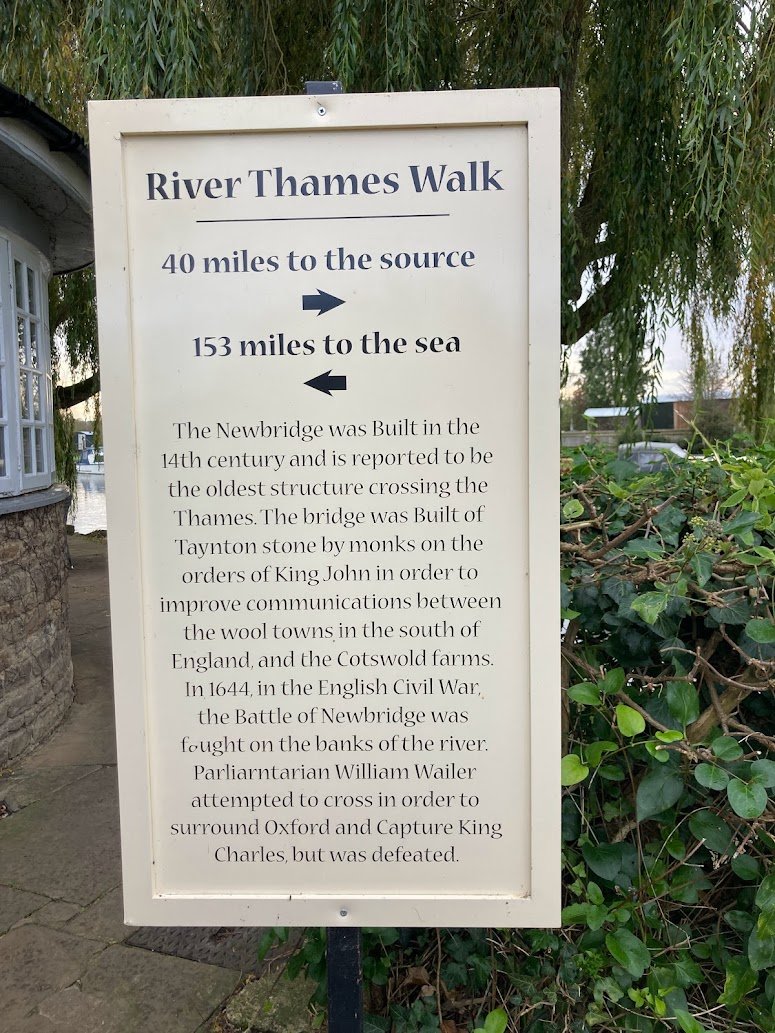 River Thames Walk
40 miles to the source
153 miles to the sea
The Newbridge was Built in the
14th century and is reported to be
the oldest structure crossing the
Thames. The bridge was Built of
Taynton stone by monks on the
orders of King John in order to
improve communications between
the wool towns in the south of
England, and the Cotswold farms.
In 1644, in the English Civil War,
the Battle of Newbridge was
fought on the banks of the river.
Parliarntarian William Wailer
attempted to cross in order to
surround Oxford and Capture King
Charles, but was defeated.